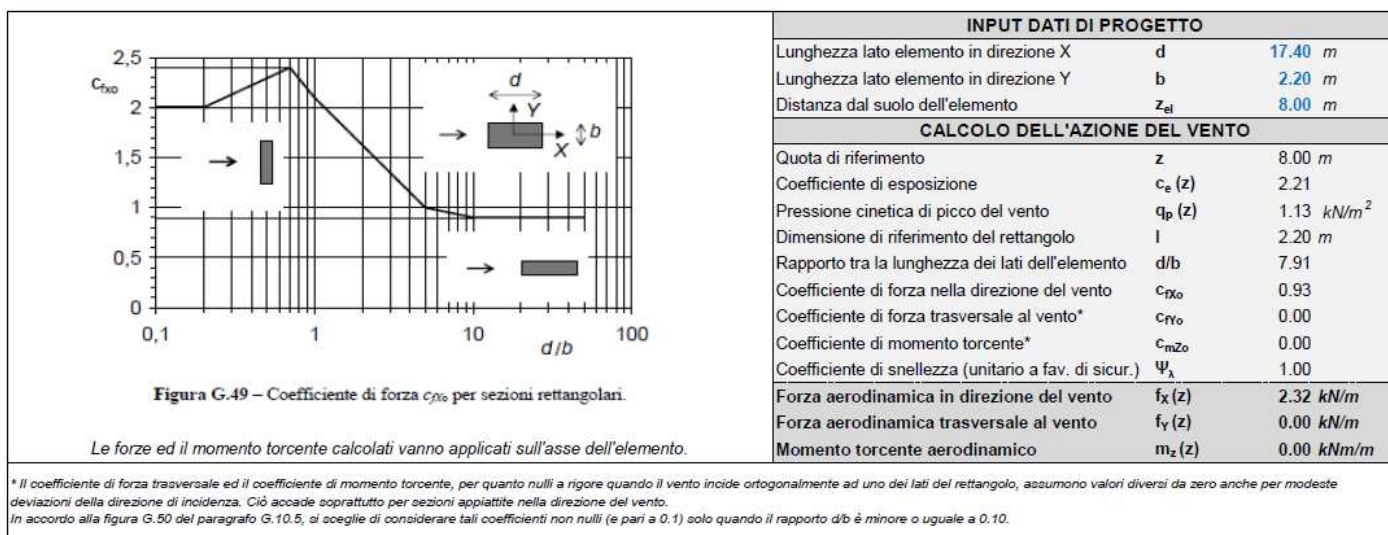 2,5
c_fxo
2
1,5
1
0,5
0
0,1
1
10
100
d/b
d
Y
b
X
Figura G.49 – Coefficiente di forza c_fXo per sezioni rettangolari.
Le forze ed il momento torcente calcolati vanno applicati sull'asse dell'elemento.
INPUT DATI DI PROGETTO
Lunghezza lato elemento in direzione X d 17.40 m
Lunghezza lato elemento in direzione Y b 2.20 m
Distanza dal suolo dell'elemento z_el 8.00 m
CALCOLO DELL'AZIONE DEL VENTO
Quota di riferimento z 8.00 m
Coefficiente di esposizione c_e (z) 2.21
Pressione cinetica di picco del vento q_p (z) 1.13 kN/m²
Dimensione di riferimento del rettangolo l 2.20 m
Rapporto tra la lunghezza dei lati dell'elemento d/b 7.91
Coefficiente di forza nella direzione del vento c_fXo 0.93
Coefficiente di forza trasversale al vento* c_fYo 0.00
Coefficiente di momento torcente* c_mZo 0.00
Coefficiente di snellezza (unitario a fav. di sicur.) Ψ_λ 1.00
Forza aerodinamica in direzione del vento f_X (z) 2.32 kN/m
Forza aerodinamica trasversale al vento f_Y (z) 0.00 kN/m
Momento torcente aerodinamico m_z (z) 0.00 kNm/m
* Il coefficiente di forza trasversale ed il coefficiente di momento torcente, per quanto nulli a rigore quando il vento incide ortogonalmente ad uno dei lati del rettangolo, assumono valori diversi da zero anche per modeste
deviazioni della direzione di incidenza. Ciò accade soprattutto per sezioni appiattite nella direzione del vento.
In accordo alla figura G.50 del paragrafo G.10.5, si sceglie di considerare tali coefficienti non nulli (e pari a 0.1) solo quando il rapporto d/b è minore o uguale a 0.10.